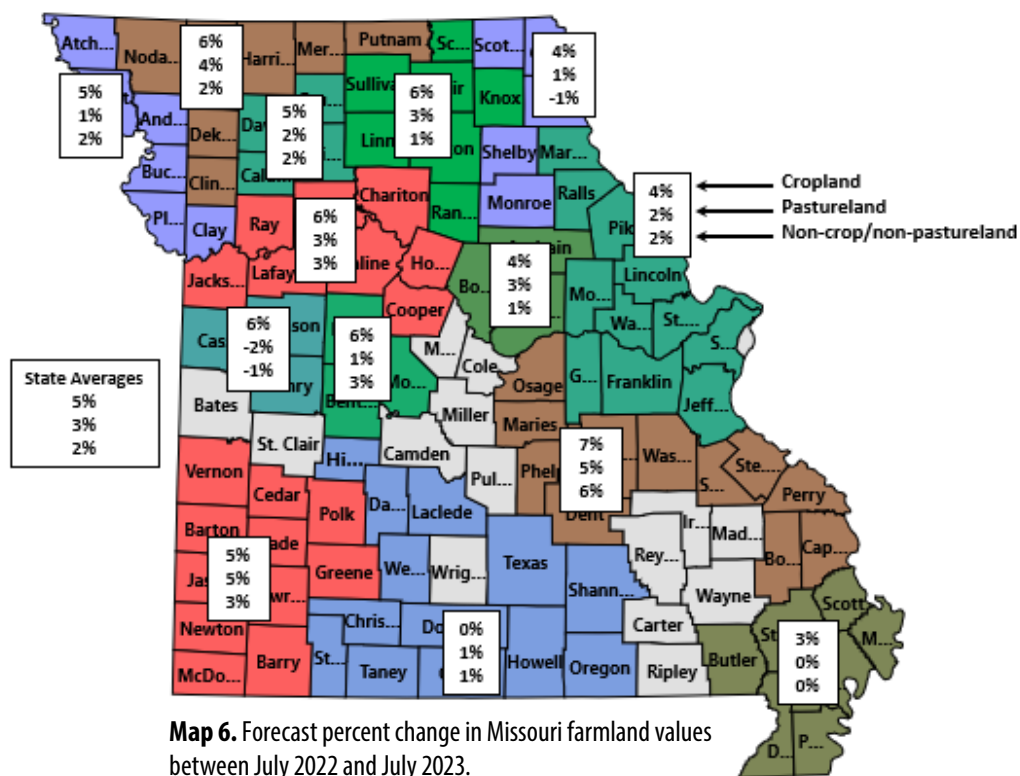 Atch...
Noda...
Harri...
Mer...
Putnam
Sc...
Scot...
6%
4%
2%
4%
1%
-1%
5%
1%
2%
And...
Dek...
5%
2%
2%
Sulliva
6%
3%
1%
Knox
Linn
Shelby
Mar...
Buc...
Clin...
Chariton
Ran...
Monroe
Ralls
Pl...
Clay
Ray
6%
3%
3%
Ho...
Pik
4%
2%
2%
Cropland
Pastureland
Non-crop/non-pastureland
Jacks...
Lafay
line
Cooper
Bo...
4%
3%
1%
Mo...
Lincoln
Wa...
St....
S...
Cas
6%
-2%
-1%
son
6%
1%
3%
Mo...
M...
Cole
Osage
G...
Franklin
Jeff...
State Averages
5%
3%
2%
Bates
nry
Bent...
Miller
Maries
St. Clair
Camden
Hi...
Pul...
Phelp
7%
5%
6%
Was...
S...
Ste...
Perry
Vernon
Cedar
Polk
Da...
Laclede
Dent
Ir...
Mad...
Bo...
Cap...
Barton
ade
5%
5%
3%
Jas
wr...
Greene
We...
Wrig...
Texas
Shann...
Rey...
Wayne
Newton
Chris...
Do
0%
1%
1%
Carter
St
3%
0%
0%
Scott
M...
McDo...
Barry
St...
Taney
Howell
Oregon
Ripley
Butler
D...
P...
Map 6. Forecast percent change in Missouri farmland values
between July 2022 and July 2023.